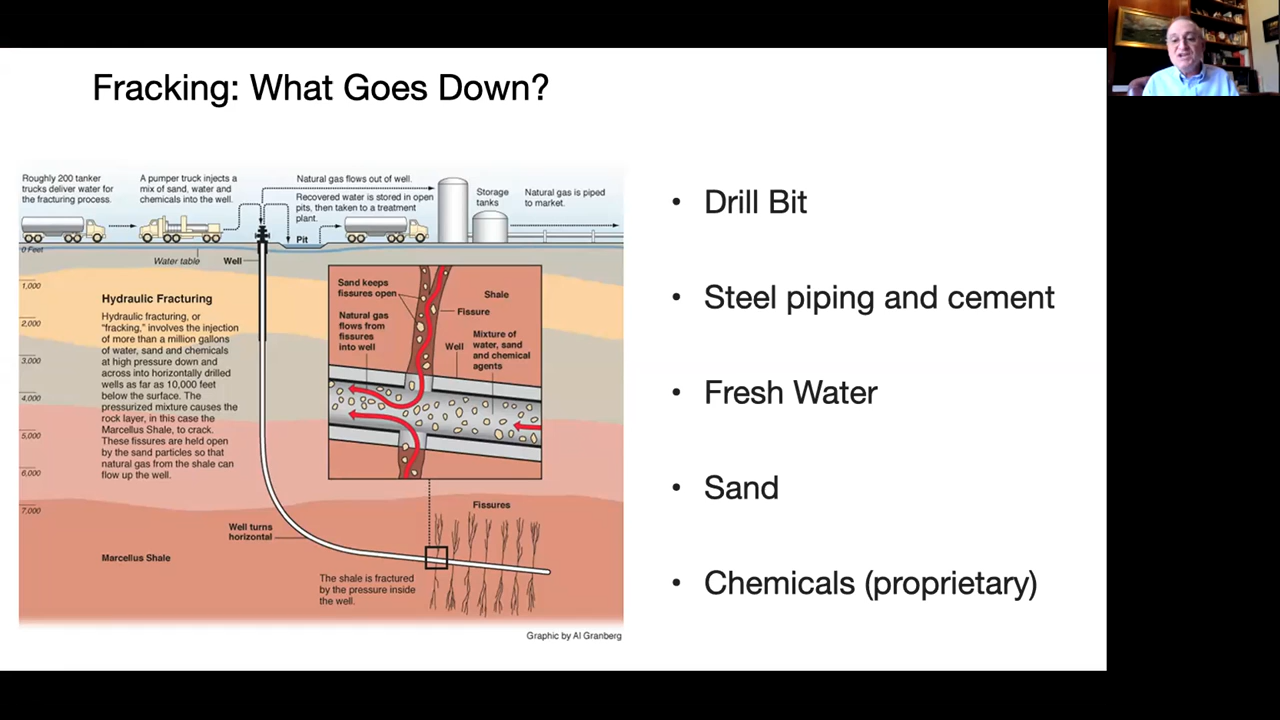 Fracking: What Goes Down?
Roughly 200 tanker
trucks deliver water for
the fracturing process.
A pumper truck injects a
mix of sand, water and
chemicals into the well.
Natural gas flows out of well.
Recovered water is stored in open
pits, then taken to a treatment
plant.
Storage
tanks
Natural gas is piped
to market.
Pit
0 Feet
Water table
Well
1,000
2,000
3,000
4,000
5,000
6,000
7,000
Hydraulic Fracturing
Hydraulic fracturing, or
“fracking,” involves the injection
of more than a million gallons
of water, sand and chemicals
at high pressure down and
across into horizontally drilled
wells as far as 10,000 feet
below the surface. The
pressurized mixture causes the
rock layer, in this case the
Marcellus Shale, to crack.
These fissures are held open
by the sand particles so that
natural gas from the shale can
flow up the well.
Sand keeps
fissures open
Shale
Fissure
Natural gas
flows from
fissures
into well
Well
Mixture of
water, sand
and chemical
agents
Fissures
Well turns
horizontal
Marcellus Shale
The shale is fractured
by the pressure inside
the well.
Graphic by Al Granberg
• Drill Bit
• Steel piping and cement
• Fresh Water
• Sand
• Chemicals (proprietary)